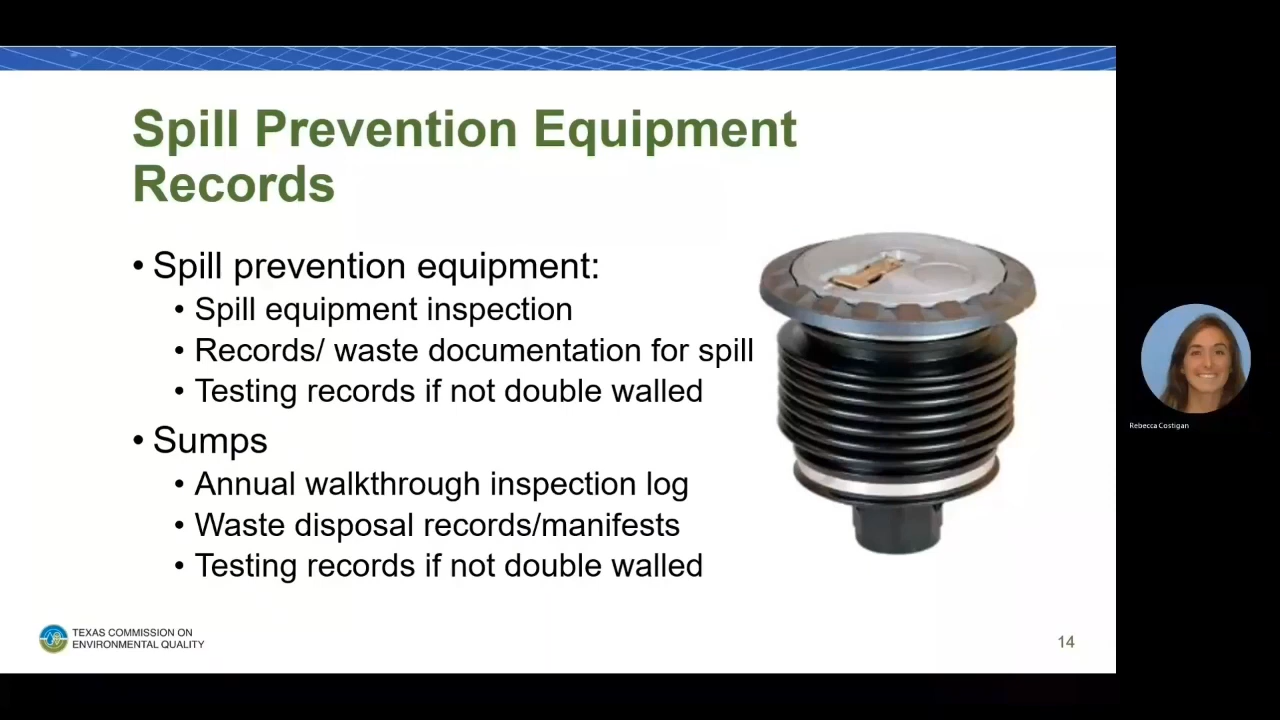 Spill Prevention Equipment
Records
• Spill prevention equipment:
• Spill equipment inspection
• Records/ waste documentation for spill
• Testing records if not double walled
• Sumps
• Annual walkthrough inspection log
• Waste disposal records/manifests
• Testing records if not double walled
TEXAS COMMISSION ON
ENVIRONMENTAL QUALITY
14
Rebecca Costigan